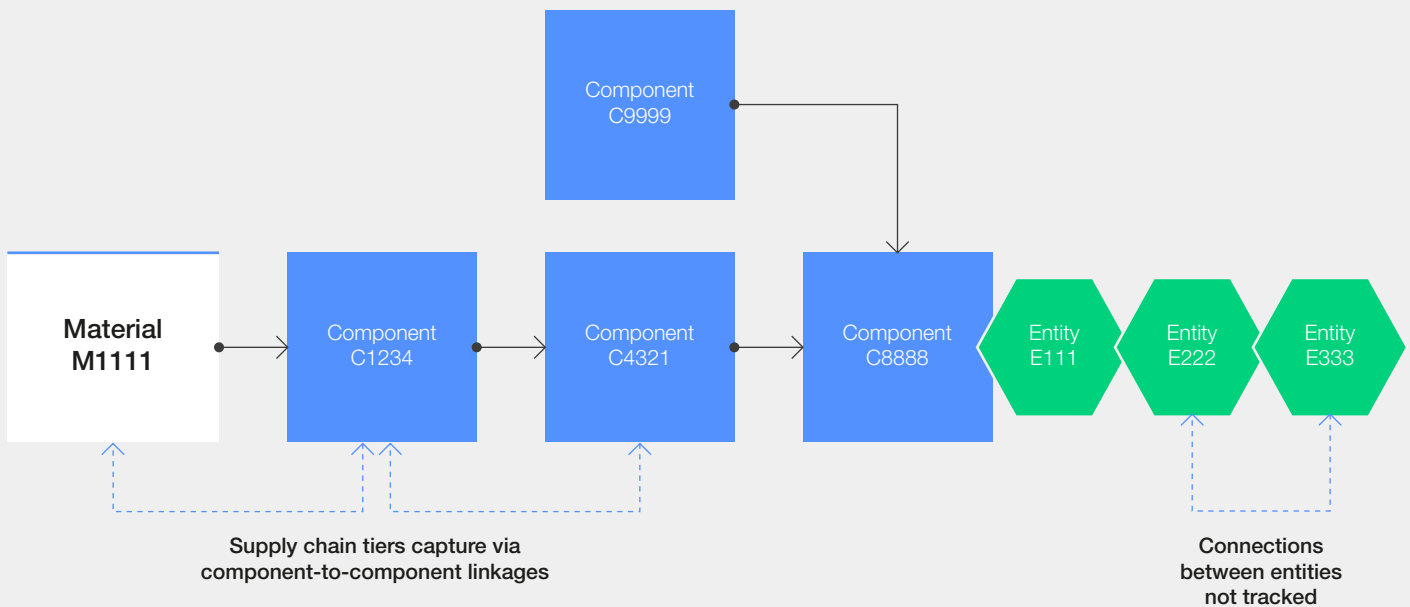 Component
C9999
Material
M1111
Component
C1234
Component
C4321
Component
C8888
Entity
E111
Entity
E222
Entity
E333
Supply chain tiers capture via
component-to-component linkages
Connections
between entities
not tracked